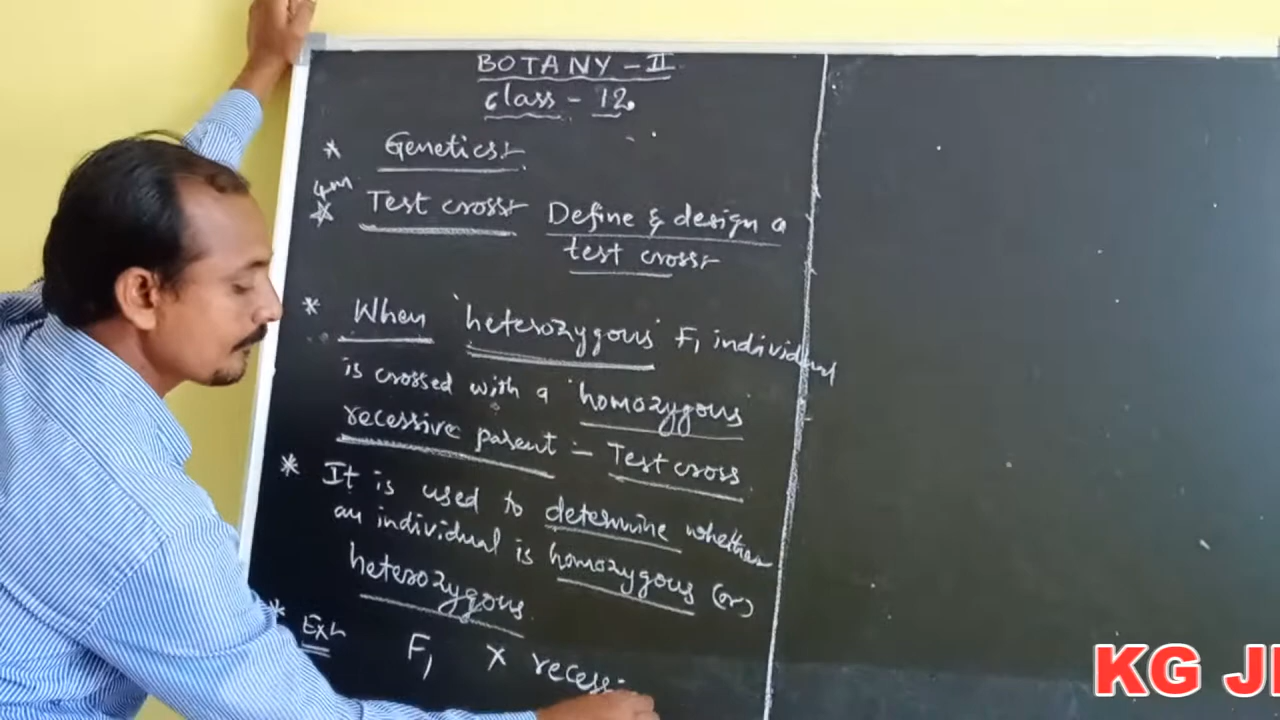 BOTANY - II
Class - 12.
* Genetics:-
4m
* Test cross:- Define & design a
test cross:-
* When "heterozygous" F1 individual
is crossed with a "homozygous"
recessive parent :- Test cross
* It is used to determine whether
an individual is homozygous (or)
heterozygous.
* Ex:- F1 x recessi
KG J